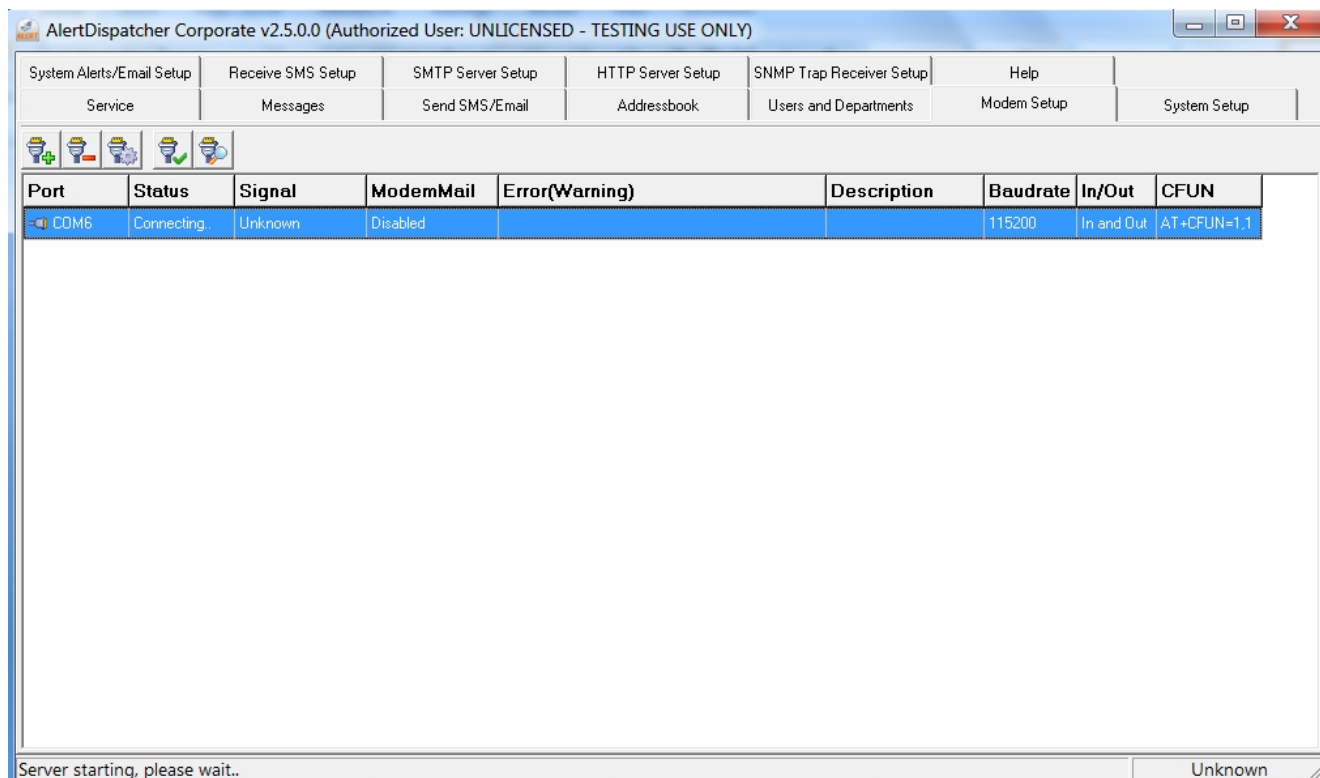 AlertDispatcher Corporate v2.5.0.0 (Authorized User: UNLICENSED - TESTING USE ONLY)
System Alerts/Email Setup Receive SMS Setup SMTP Server Setup HTTP Server Setup SNMP Trap Receiver Setup Help
Service Messages Send SMS/Email Addressbook Users and Departments Modem Setup System Setup
Port Status Signal ModemMail Error(Warning) Description Baudrate In/Out CFUN
COM6 Connecting.. Unknown Disabled 115200 In and Out AT+CFUN=1,1
Server starting, please wait.. Unknown